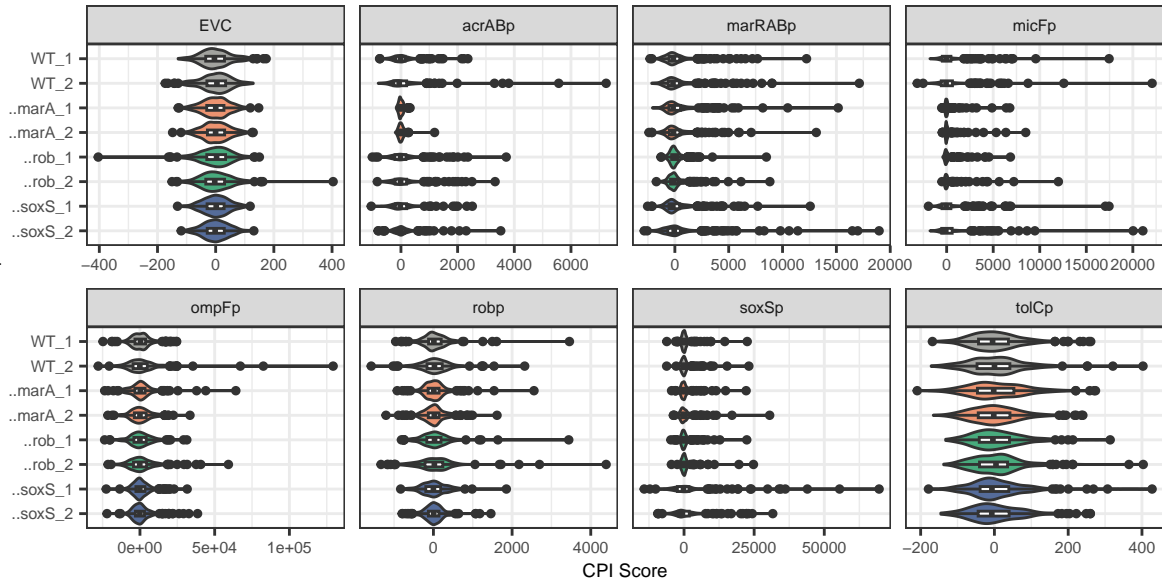 EVC acrABp marRABp micFp
WT_1
WT_2
..marA_1
..marA_2
..rob_1
..rob_2
..soxS_1
..soxS_2
−400 −200 0 200 400 0 2000 4000 6000 0 5000 10000 15000 20000 0 5000 10000 15000 20000
ompFp robp soxSp tolCp
WT_1
WT_2
..marA_1
..marA_2
..rob_1
..rob_2
..soxS_1
..soxS_2
0e+00 5e+04 1e+05 0 2000 4000 0 25000 50000 −200 0 200 400
CPI Score